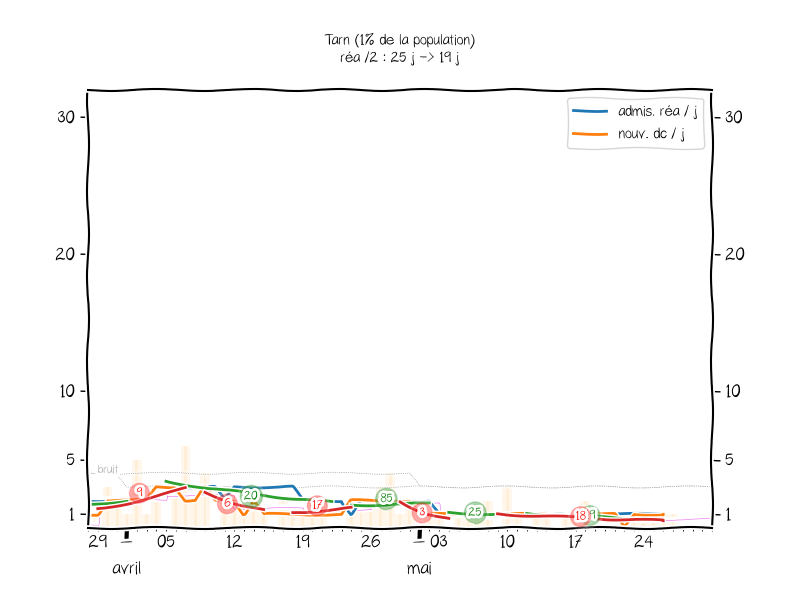 Tarn (1% de la population)
réa /2 : 25 j -> 19 j
admis. réa / j
nouv. dc / j
30 30
20 20
10 10
5 5
1 1
bruit
9 6 20 17 85 3 25 18
29 05 12 19 26 03 10 17 24
avril mai